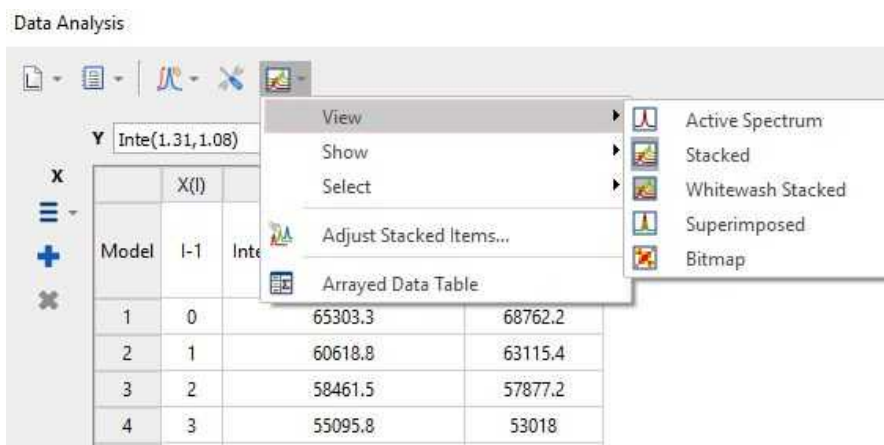 Data Analysis
Y Inte(1.31,1.08)
View
Show
Select
Adjust Stacked Items...
Arrayed Data Table
Active Spectrum
Stacked
Whitewash Stacked
Superimposed
Bitmap
X
X(I)
Model I-1 Inte
1 0 65303.3 68762.2
2 1 60618.8 63115.4
3 2 58461.5 57877.2
4 3 55095.8 53018